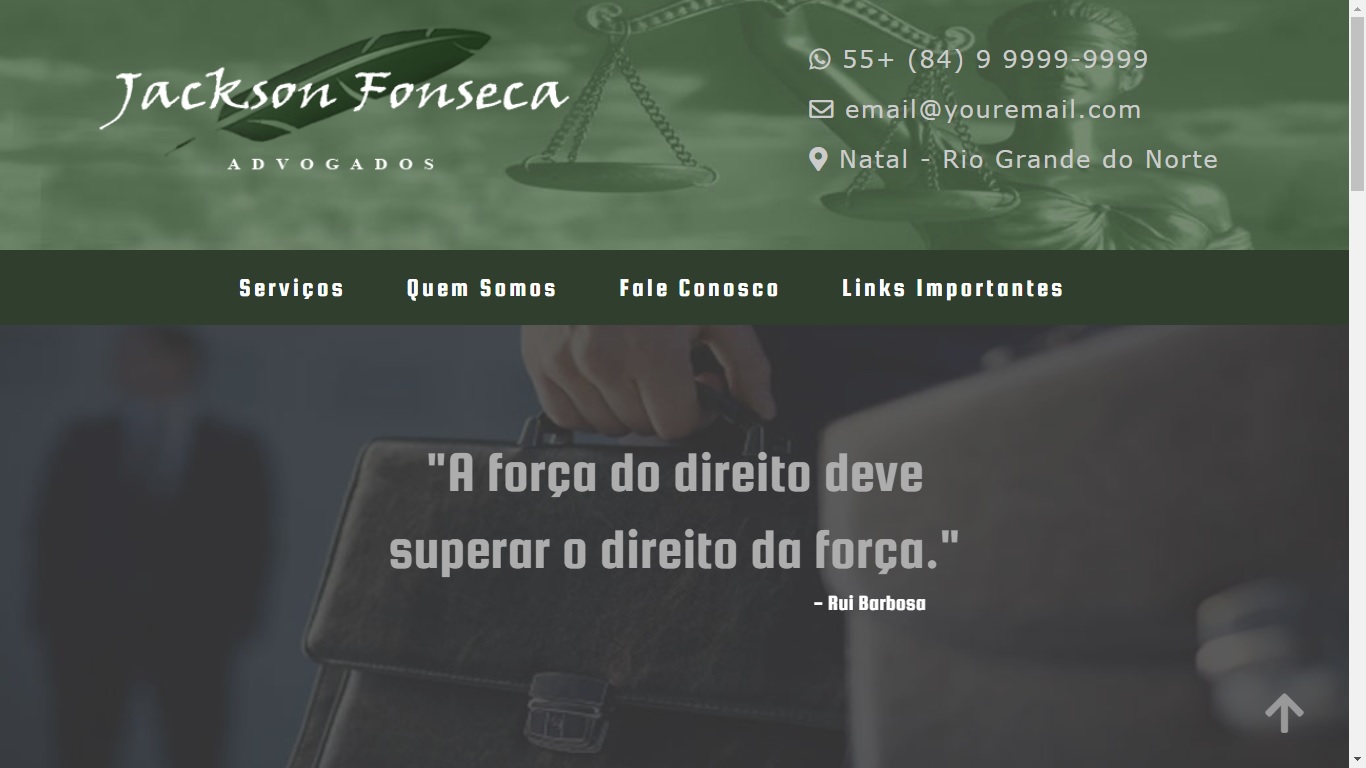 Jackson Fonseca
ADVOGADOS
55+ (84) 9 9999-9999
email@youremail.com
Natal - Rio Grande do Norte
Serviços
Quem Somos
Fale Conosco
Links Importantes
"A força do direito deve
superar o direito da força."
- Rui Barbosa